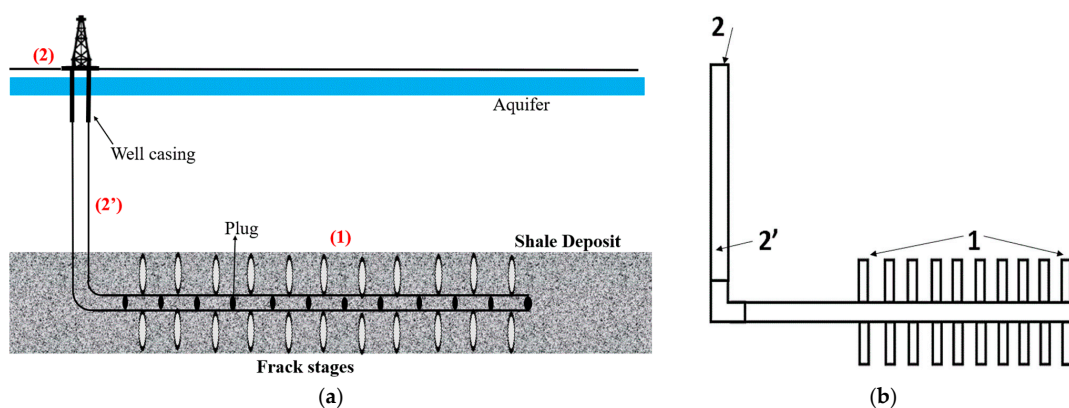 (2)
Aquifer
Well casing
(2')
Plug
(1)
Shale Deposit
Frack stages
(a)
2
2'
1
(b)